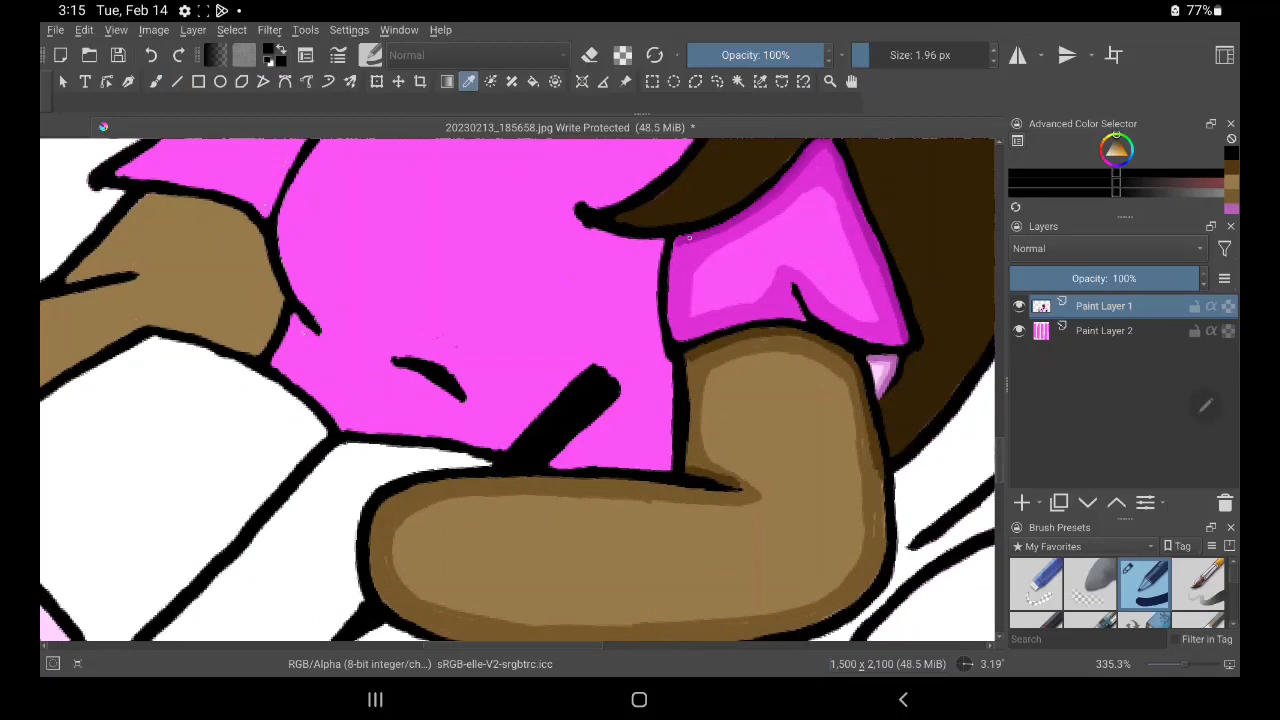 3:15 Tue, Feb 14
77%
File Edit View Image Layer Select Filter Tools Settings Window Help
Normal
Opacity: 100%
Size: 1.96 px
20230213_185658.jpg Write Protected (48.5 MiB) *
Advanced Color Selector
Layers
Normal
Opacity: 100%
Paint Layer 1
Paint Layer 2
Brush Presets
My Favorites
Tag
Search
Filter in Tag
RGB/Alpha (8-bit integer/ch...) sRGB-elle-V2-srgbtrc.icc
1,500 x 2,100 (48.5 MiB)
3.19°
335.3%